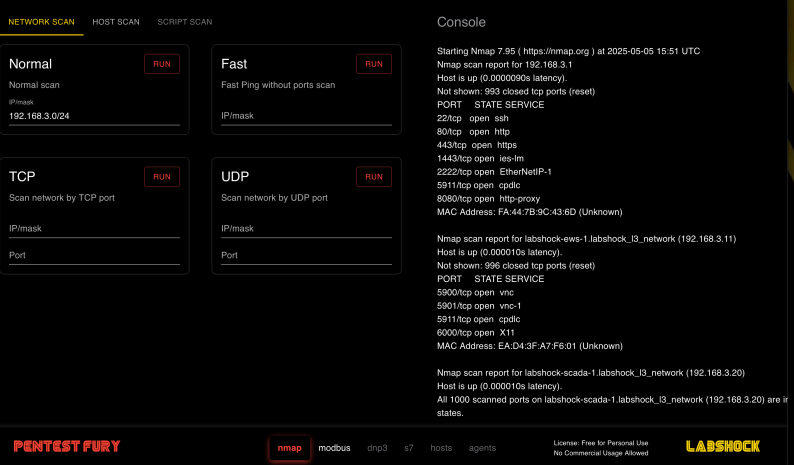 NETWORK SCAN HOST SCAN SCRIPT SCAN
Normal RUN
Normal scan
IP/mask
192.168.3.0/24
Fast RUN
Fast Ping without ports scan
IP/mask
TCP RUN
Scan network by TCP port
IP/mask
Port
UDP RUN
Scan network by UDP port
IP/mask
Port
Console
Starting Nmap 7.95 ( https://nmap.org ) at 2025-05-05 15:51 UTC
Nmap scan report for 192.168.3.1
Host is up (0.0000090s latency).
Not shown: 993 closed tcp ports (reset)
PORT STATE SERVICE
22/tcp open ssh
80/tcp open http
443/tcp open https
1443/tcp open ies-lm
2222/tcp open EtherNetIP-1
5911/tcp open cpdlc
8080/tcp open http-proxy
MAC Address: FA:44:7B:9C:43:6D (Unknown)
Nmap scan report for labshock-ews-1.labshock_l3_network (192.168.3.11)
Host is up (0.000010s latency).
Not shown: 996 closed tcp ports (reset)
PORT STATE SERVICE
5900/tcp open vnc
5901/tcp open vnc-1
5911/tcp open cpdlc
6000/tcp open X11
MAC Address: EA:D4:3F:A7:F6:01 (Unknown)
Nmap scan report for labshock-scada-1.labshock_l3_network (192.168.3.20)
Host is up (0.000010s latency).
All 1000 scanned ports on labshock-scada-1.labshock_l3_network (192.168.3.20) are
states.
PENTEST FURY
nmap modbus dnp3 s7 hosts agents
License: Free for Personal Use
No Commercial Usage Allowed
LABSHOCK